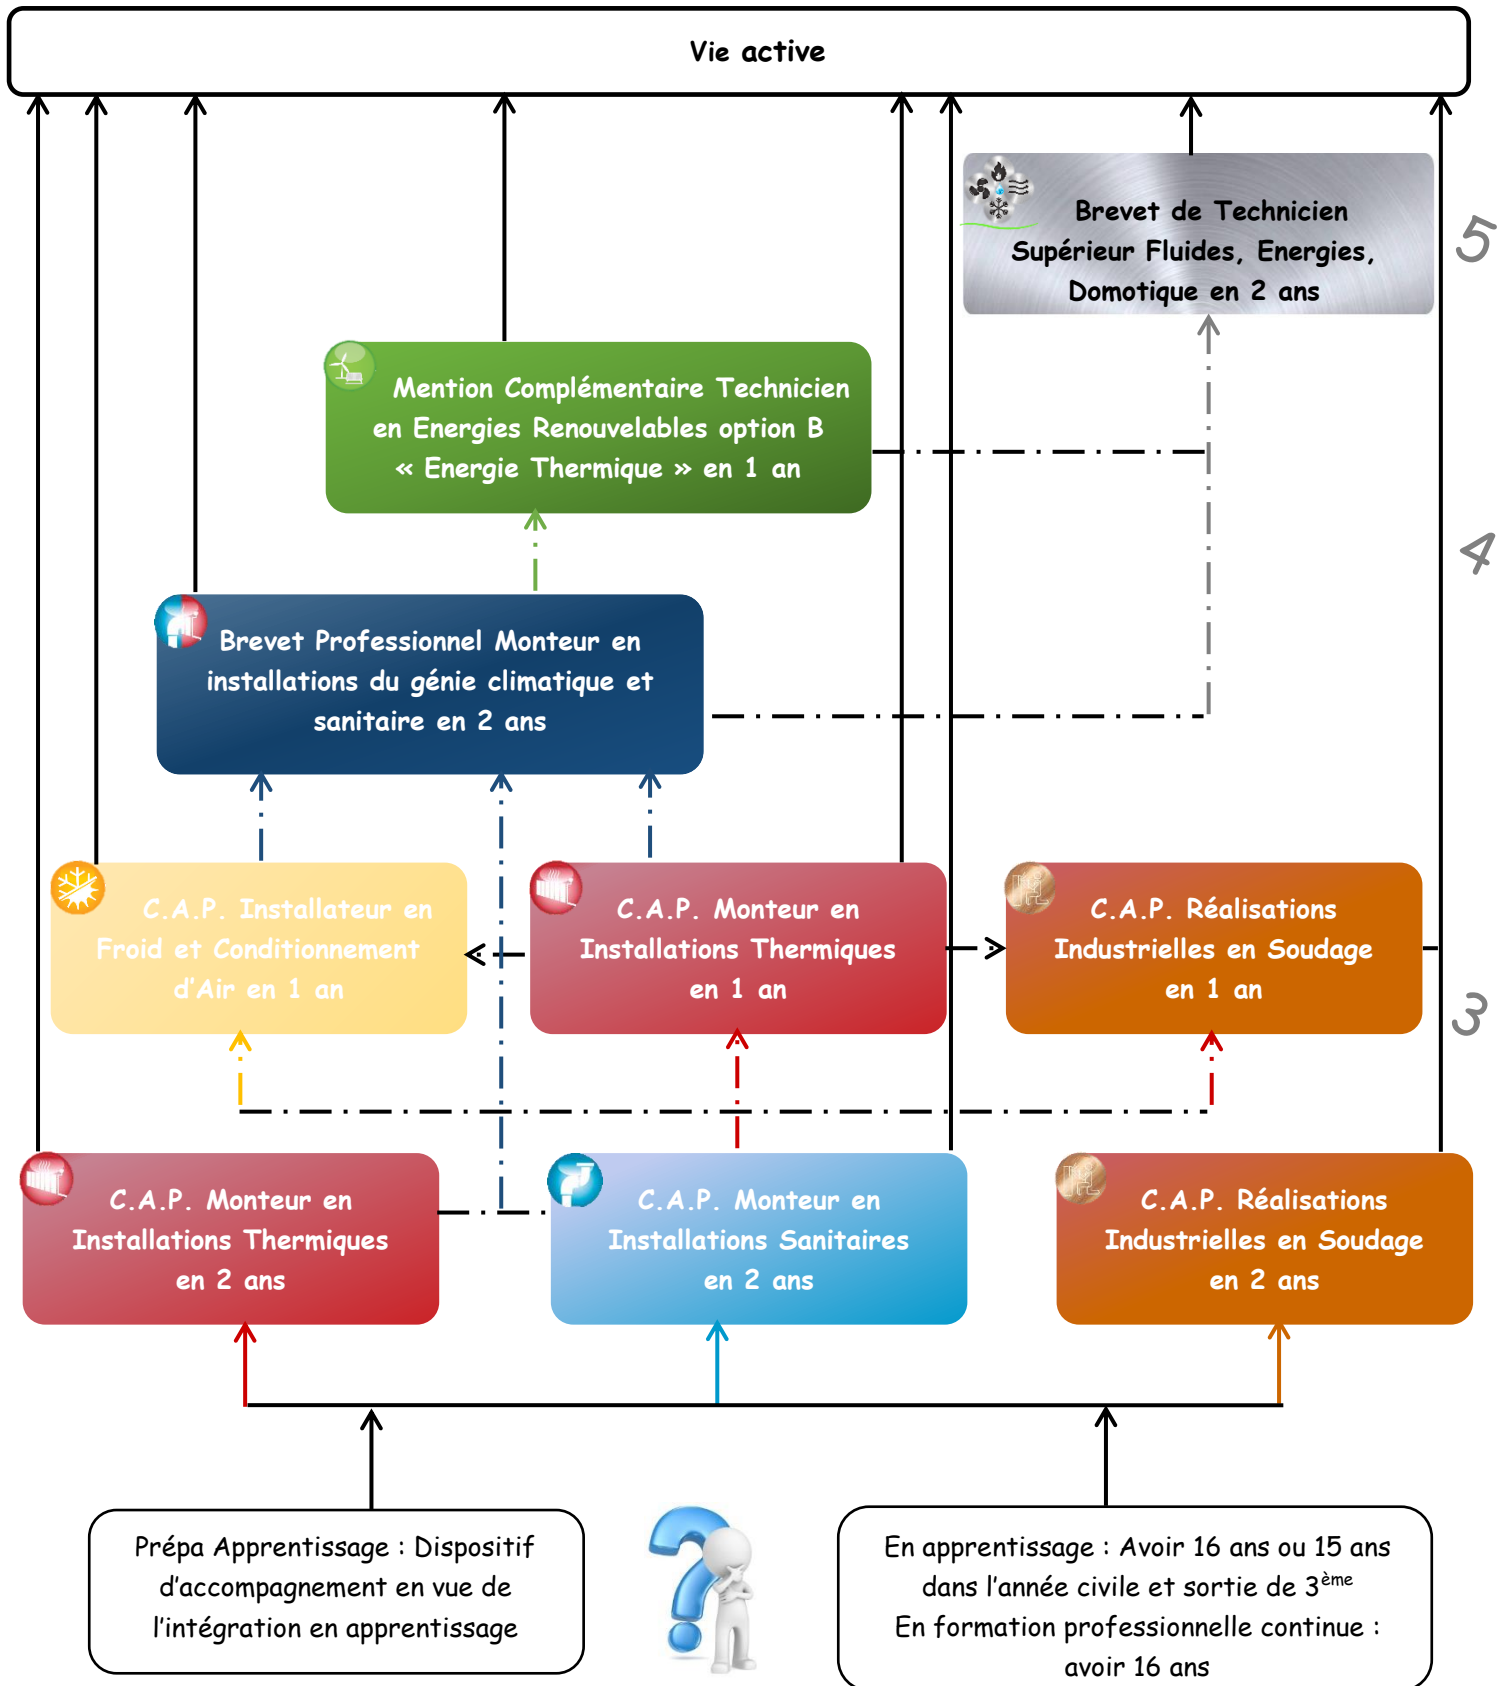 Vie active
Brevet de Technicien
Supérieur Fluides, Energies,
Domotique en 2 ans
5
Mention Complémentaire Technicien
en Energies Renouvelables option B
« Energie Thermique » en 1 an
4
Brevet Professionnel Monteur en
installations du génie climatique et
sanitaire en 2 ans
C.A.P. Installateur en
Froid et Conditionnement
d'Air en 1 an
C.A.P. Monteur en
Installations Thermiques
en 1 an
C.A.P. Réalisations
Industrielles en Soudage
en 1 an
3
C.A.P. Monteur en
Installations Thermiques
en 2 ans
C.A.P. Monteur en
Installations Sanitaires
en 2 ans
C.A.P. Réalisations
Industrielles en Soudage
en 2 ans
Prépa Apprentissage : Dispositif
d'accompagnement en vue de
l'intégration en apprentissage
En apprentissage : Avoir 16 ans ou 15 ans
dans l'année civile et sortie de 3ème
En formation professionnelle continue :
avoir 16 ans